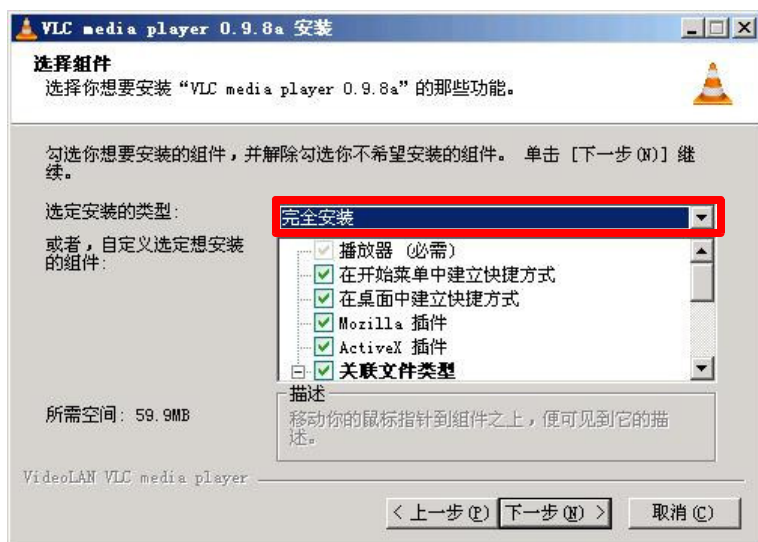 VLC media player 0.9.8a 安装
选择组件
选择你想要安装“VLC media player 0.9.8a”的那些功能。
勾选你想要安装的组件，并解除勾选你不希望安装的组件。 单击 [下一步(N)] 继
续。
选定安装的类型:
完全安装
或者，自定义选定想安装
的组件:
播放器 (必需)
在开始菜单中建立快捷方式
在桌面中建立快捷方式
Mozilla 插件
ActiveX 插件
关联文件类型
所需空间: 59.9MB
描述
移动你的鼠标指针到组件之上，便可见到它的描
述。
VideoLAN VLC media player
< 上一步(P)
下一步(N) >
取消(C)